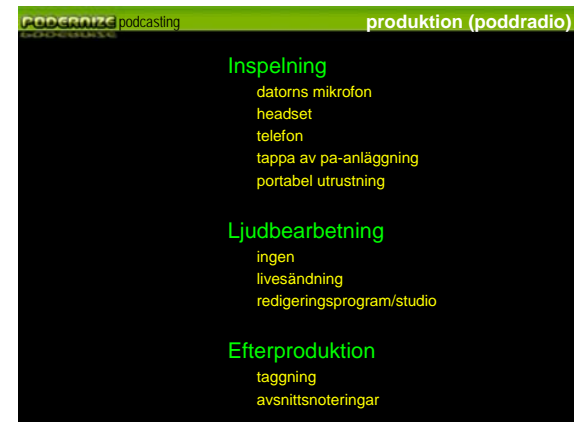 PODERNIZE podcasting produktion (poddradio)
Inspelning
datorns mikrofon
headset
telefon
tappa av pa-anläggning
portabel utrustning
Ljudbearbetning
ingen
livesändning
redigeringsprogram/studio
Efterproduktion
taggning
avsnittsnoteringar